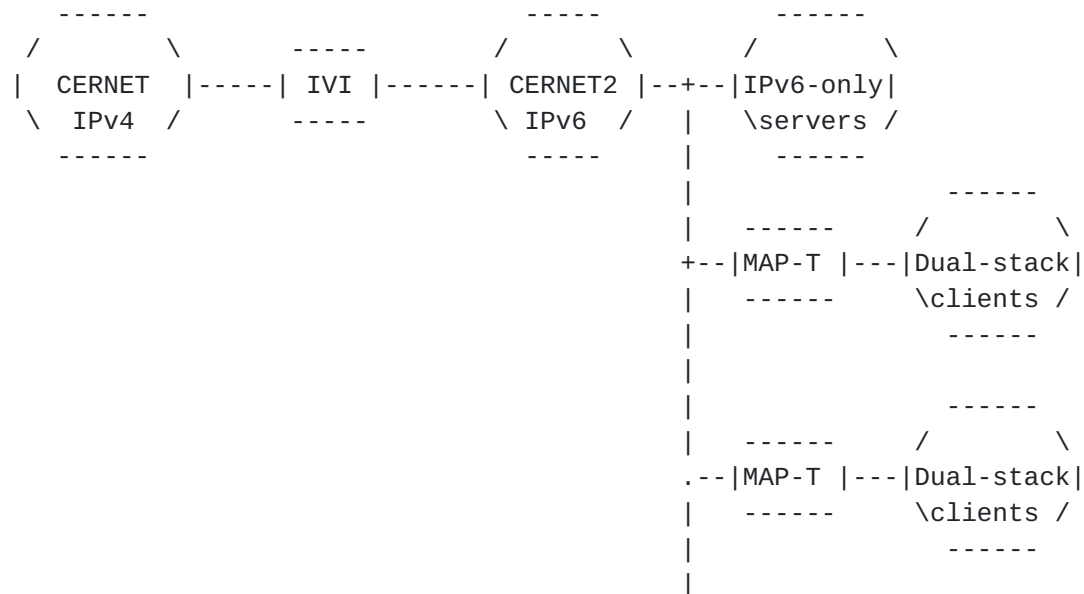 ------                               -----               ------
  /        \       -----        /       \       /        \
|  CERNET  |-----| IVI |------| CERNET2 |--+--|IPv6-only|
 \  IPv4  /       -----       \ IPv6  /   |   \servers /
   ------                       -----     |     ------
                                          |                ------
                                          |   ------     /        \
                                          +--|MAP-T |---|Dual-stack|
                                          |   ------     \clients /
                                          |                ------
                                          |
                                          |                ------
                                          |   ------     /        \
                                          .--|MAP-T |---|Dual-stack|
                                          |   ------     \clients /
                                          |                ------
                                          |